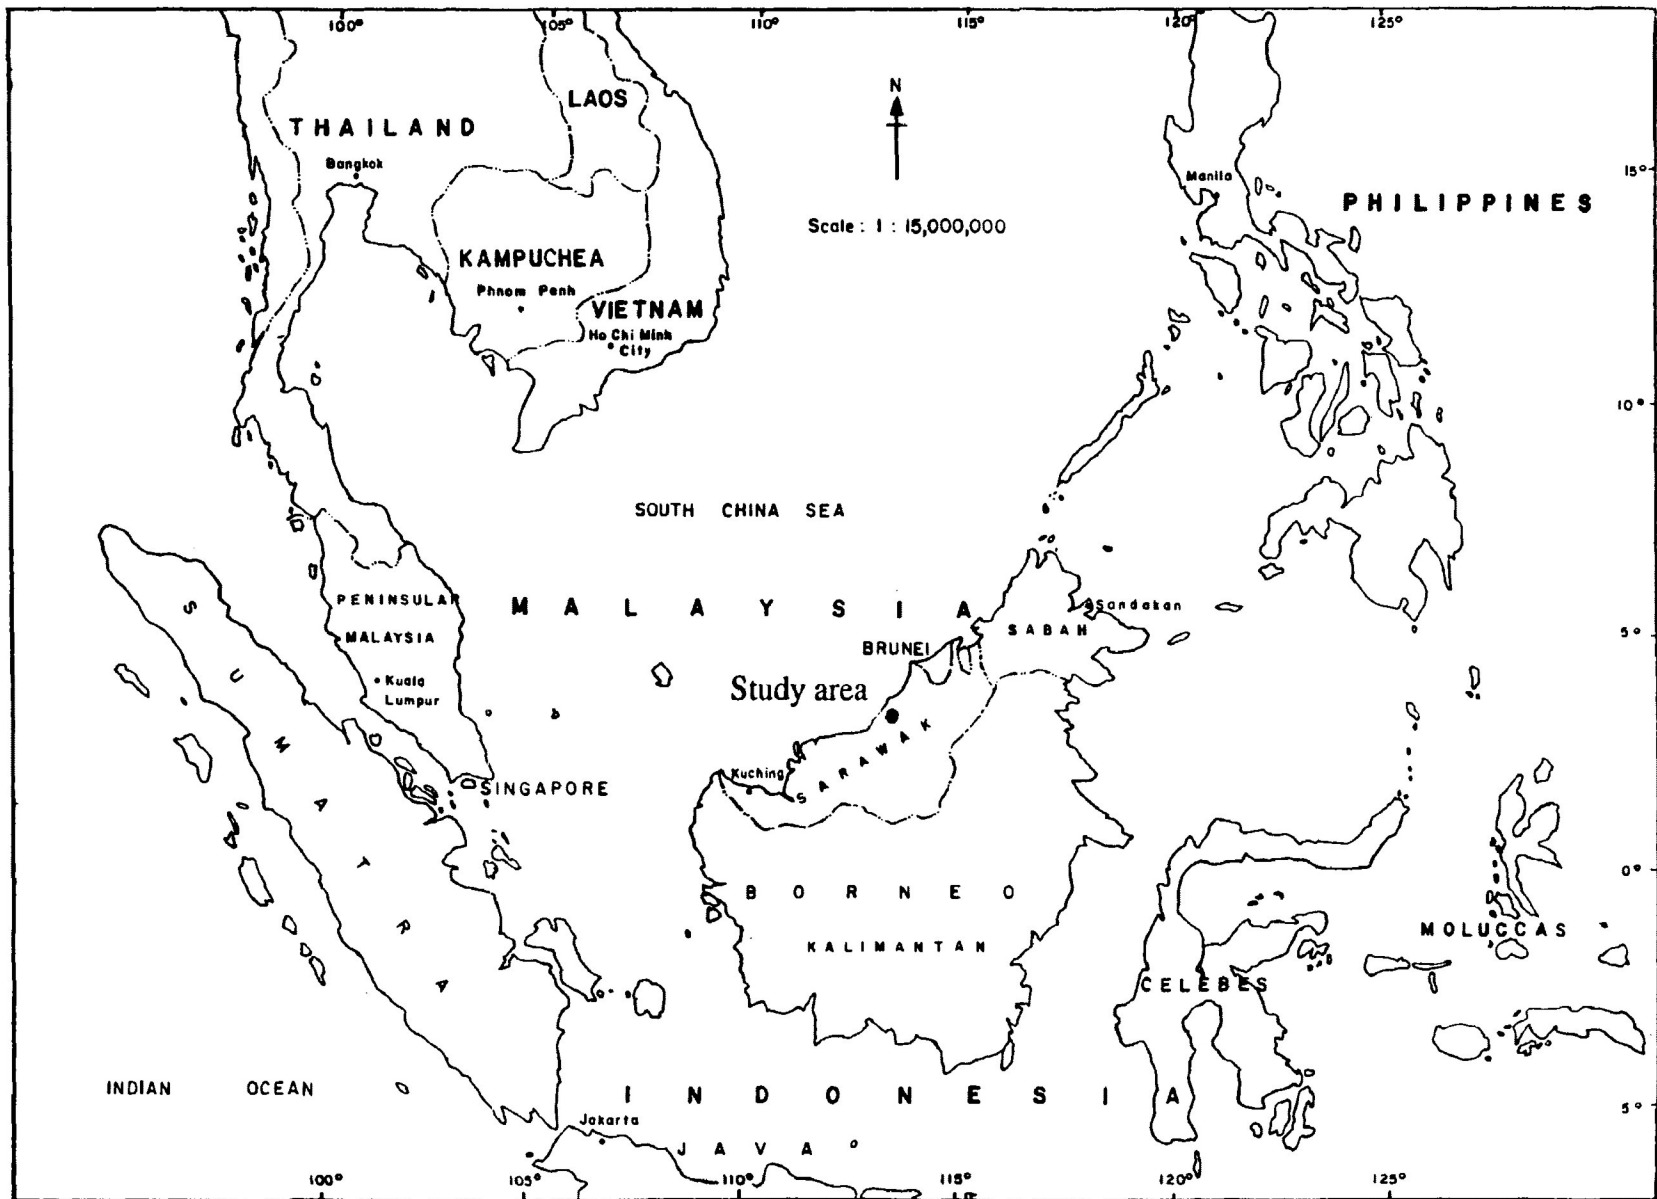 100° 105° 110° 115° 120° 125°
N
LAOS
THAILAND
Bangkok
15°
Manila
PHILIPPINES
Scale : 1 : 15,000,000
KAMPUCHEA
Phnom Penh
VIETNAM
Ho Chi Minh
City
10°
SOUTH CHINA SEA
PENINSULAR
MALAYSIA
MALAYSIA
Sandakan
SABAH
5°
BRUNEI
Kuala
Lumpur
Study area
SARAWAK
Kuching
SINGAPORE
SUMATRA
0°
BORNEO
KALIMANTAN
MOLUCCAS
CELEBES
INDIAN OCEAN
INDONESIA
5°
Jakarta
JAVA
100° 105° 110° 115° 120° 125°